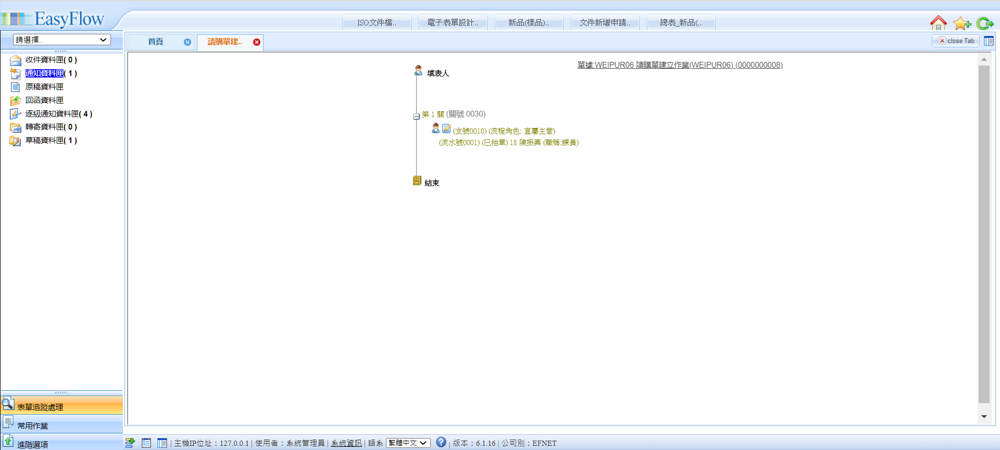 EasyFlow
ISO文件檔..
電子表單設計..
新品(樣品)..
文件新增申請..
總表_新品(..
請選擇..
首頁
請購單建..
close Tab
收件資料匣( 0 )
通知資料匣( 1 )
原稿資料匣
回函資料匣
逐級通知資料匣( 4 )
轉寄資料匣( 0 )
草稿資料匣( 1 )
單據:WEIPUR06 請購單建立作業(WEIPUR06) (0000000008)
填表人
第 1 關 (關號 0030)
(支號0010) (流程角色: 直屬主管)
(流水號0001) (已抽單) 18 陳振興 (職稱:課員)
結束
表單追蹤處理
常用作業
進階選項
| 主機IP位址：127.0.0.1 | 使用者：系統管理員 | 系統資訊 | 語系 繁體中文 | 版本：6.1.16 | 公司別：EFNET